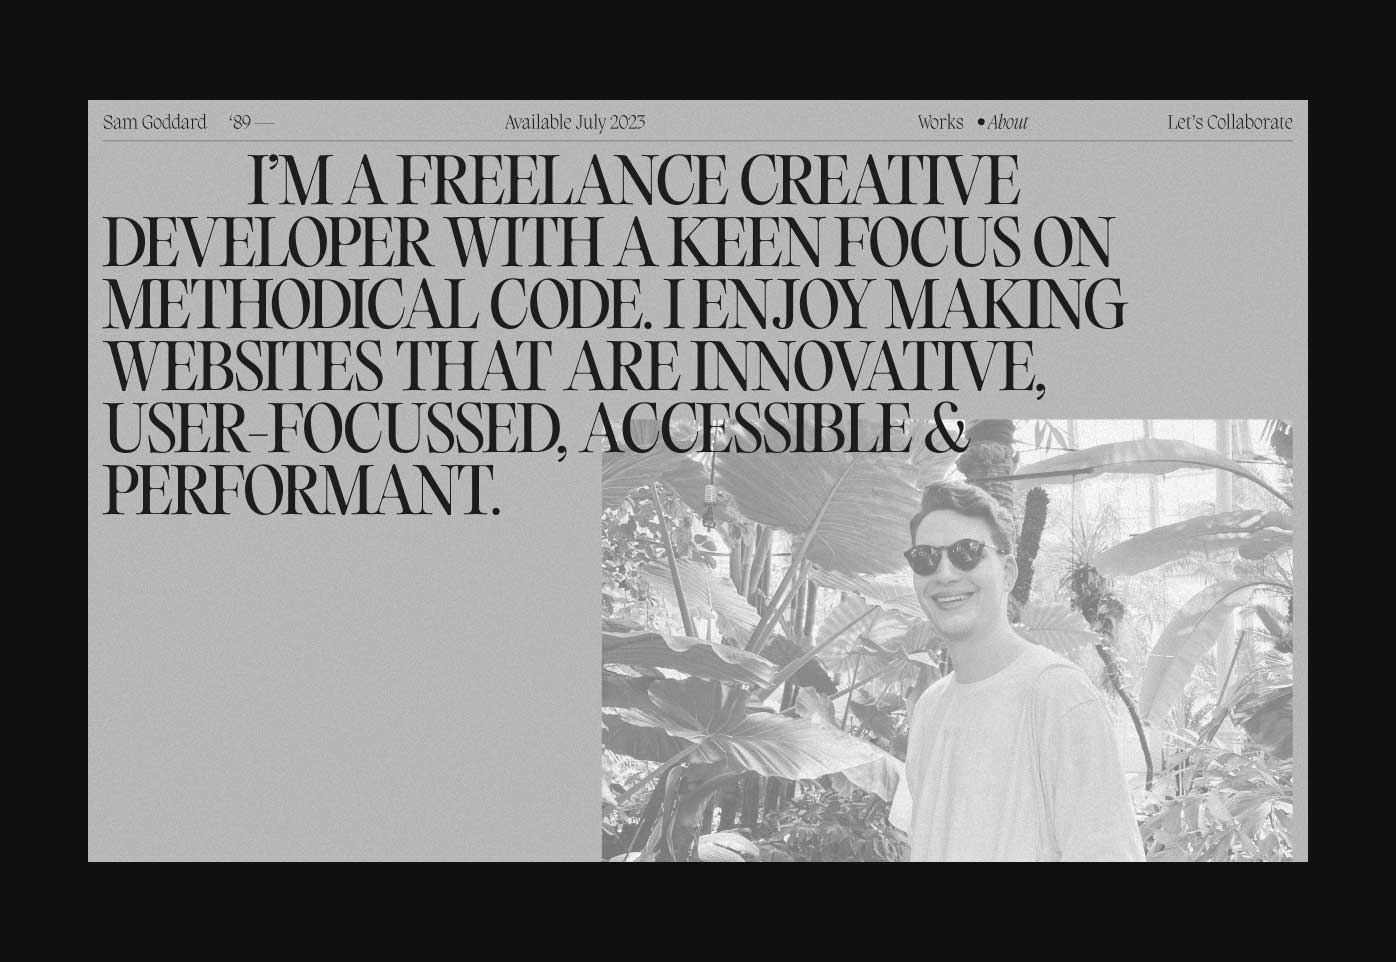 Sam Goddard ‘89 — Available July 2023 Works • About Let’s Collaborate
I’M A FREELANCE CREATIVE
DEVELOPER WITH A KEEN FOCUS ON
METHODICAL CODE. I ENJOY MAKING
WEBSITES THAT ARE INNOVATIVE,
USER-FOCUSSED, ACCESSIBLE &
PERFORMANT.